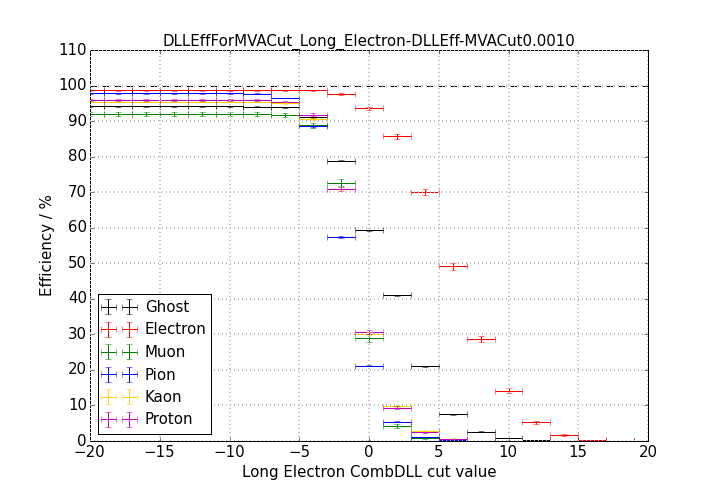 DLLEffForMVACut_Long_Electron-DLLEff-MVACut0.0010
110
100
90
80
70
60
50
40
30
20
10
0
Efficiency / %
Ghost
Electron
Muon
Pion
Kaon
Proton
−20 −15 −10 −5 0 5 10 15 20
Long Electron CombDLL cut value